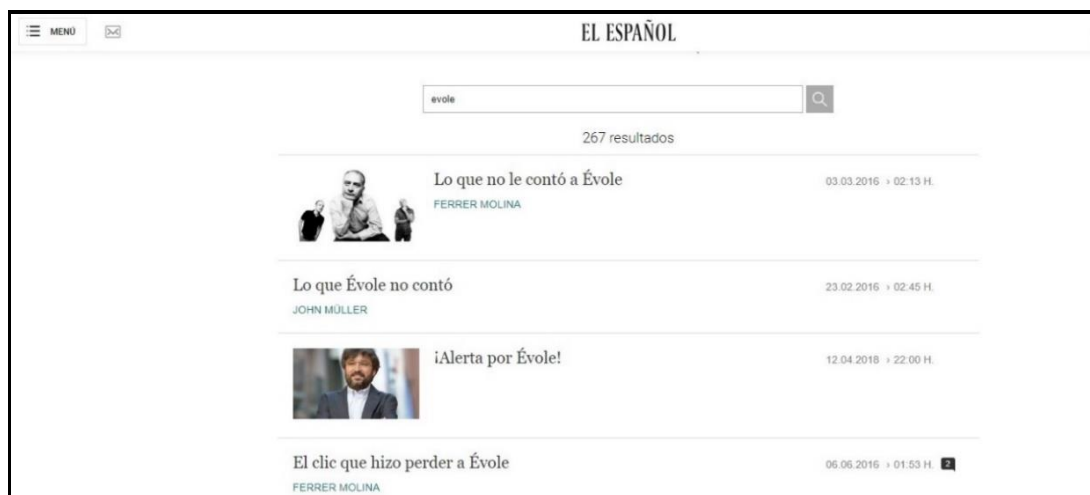 MENÚ
EL ESPAÑOL
evole
267 resultados
Lo que no le contó a Évole
03.03.2016 › 02:13 H.
FERRER MOLINA
Lo que Évole no contó
23.02.2016 › 02:45 H.
JOHN MÜLLER
¡Alerta por Évole!
12.04.2018 › 22:00 H.
El clic que hizo perder a Évole
06.06.2016 › 01:53 H. 2
FERRER MOLINA